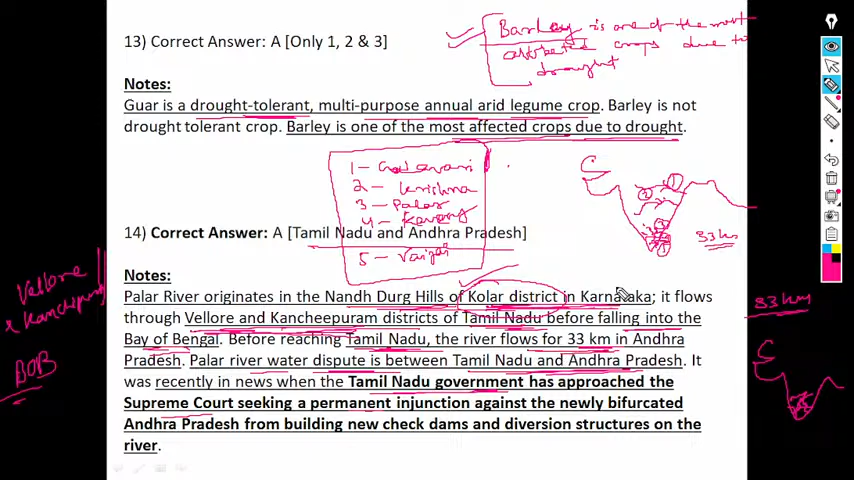 13) Correct Answer: A [Only 1, 2 & 3]
Barley is one of the most
affected crops due to
drought
Notes:
Guar is a drought-tolerant, multi-purpose annual arid legume crop. Barley is not
drought tolerant crop. Barley is one of the most affected crops due to drought.
1 - Godavari
2 - Krishna
3 - Palar
4 - Kaveri
5 - Vaipar
33 km
14) Correct Answer: A [Tamil Nadu and Andhra Pradesh]
Vellore
& Kancheepuram
BOB
Notes:
Palar River originates in the Nandh Durg Hills of Kolar district in Karnataka; it flows
through Vellore and Kancheepuram districts of Tamil Nadu before falling into the
Bay of Bengal. Before reaching Tamil Nadu, the river flows for 33 km in Andhra
Pradesh. Palar river water dispute is between Tamil Nadu and Andhra Pradesh. It
was recently in news when the Tamil Nadu government has approached the
Supreme Court seeking a permanent injunction against the newly bifurcated
Andhra Pradesh from building new check dams and diversion structures on the
river.
33 km